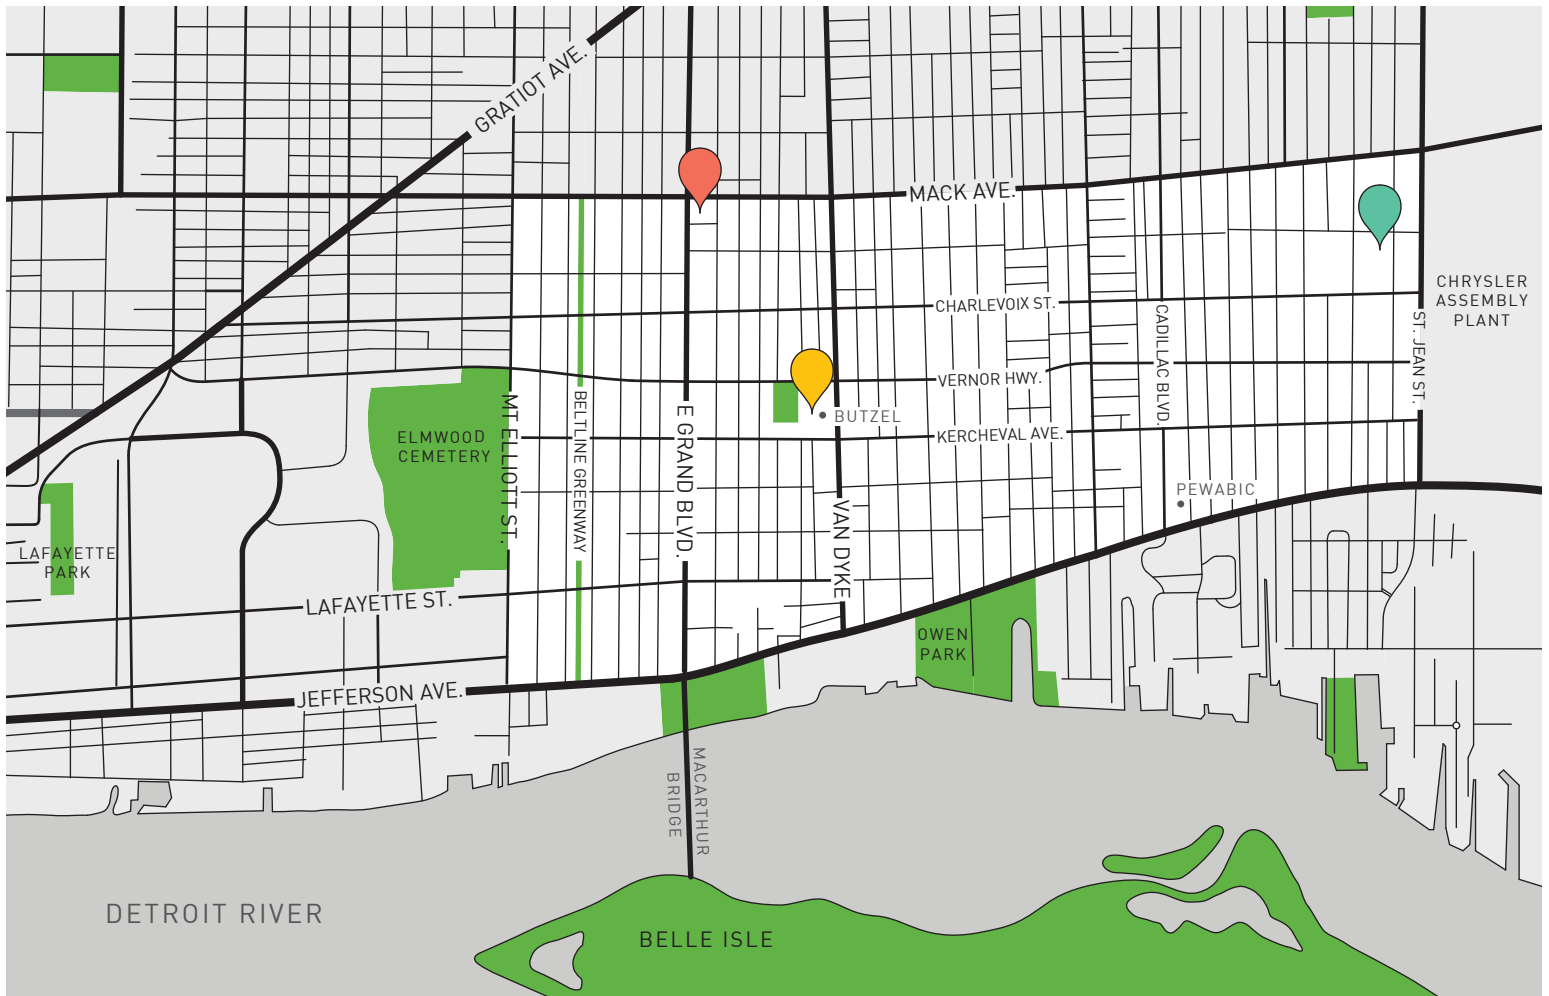 GRATIOT AVE.
MACK AVE.
CHRYSLER
ASSEMBLY
PLANT
CHARLEVOIX ST.
CADILLAC BLVD.
ST. JEAN ST.
VERNOR HWY.
MT ELLIOTT ST.
BELTLINE GREENWAY
E GRAND BLVD.
BUTZEL
ELMWOOD
CEMETERY
KERCHEVAL AVE.
PEWABIC
VAN DYKE
LAFAYETTE
PARK
LAFAYETTE ST.
OWEN
PARK
JEFFERSON AVE.
MACARTHUR
BRIDGE
DETROIT RIVER
BELLE ISLE